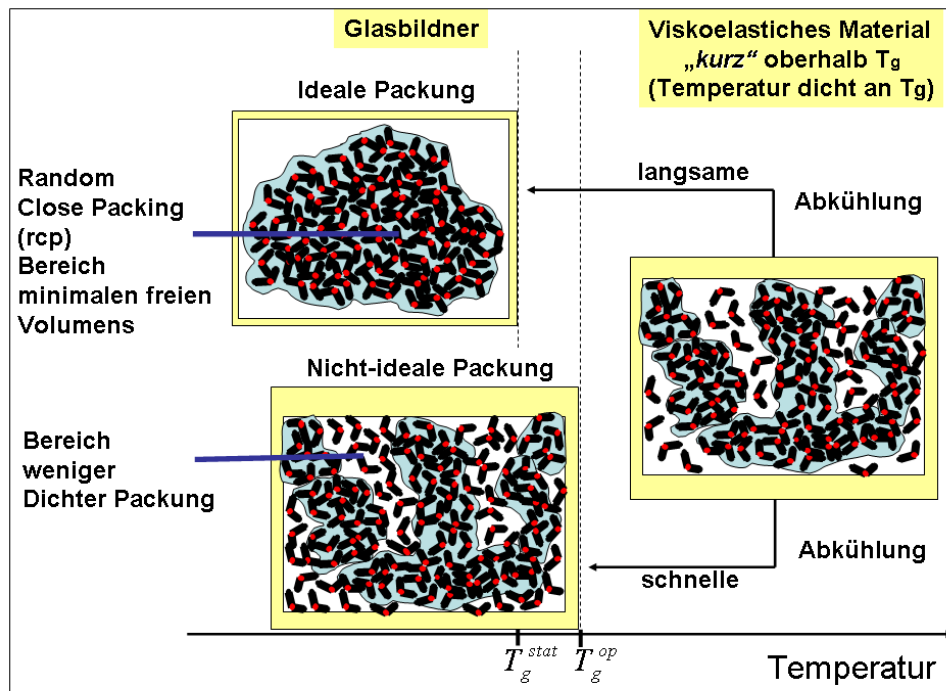 Glasbildner
Viskoelastiches Material
„kurz“ oberhalb Tg
(Temperatur dicht an Tg)
Ideale Packung
Random
Close Packing
(rcp)
Bereich
minimalen freien
Volumens
langsame
Abkühlung
Nicht-ideale Packung
Bereich
weniger
Dichter Packung
Abkühlung
schnelle
Tg stat
Tg op
Temperatur